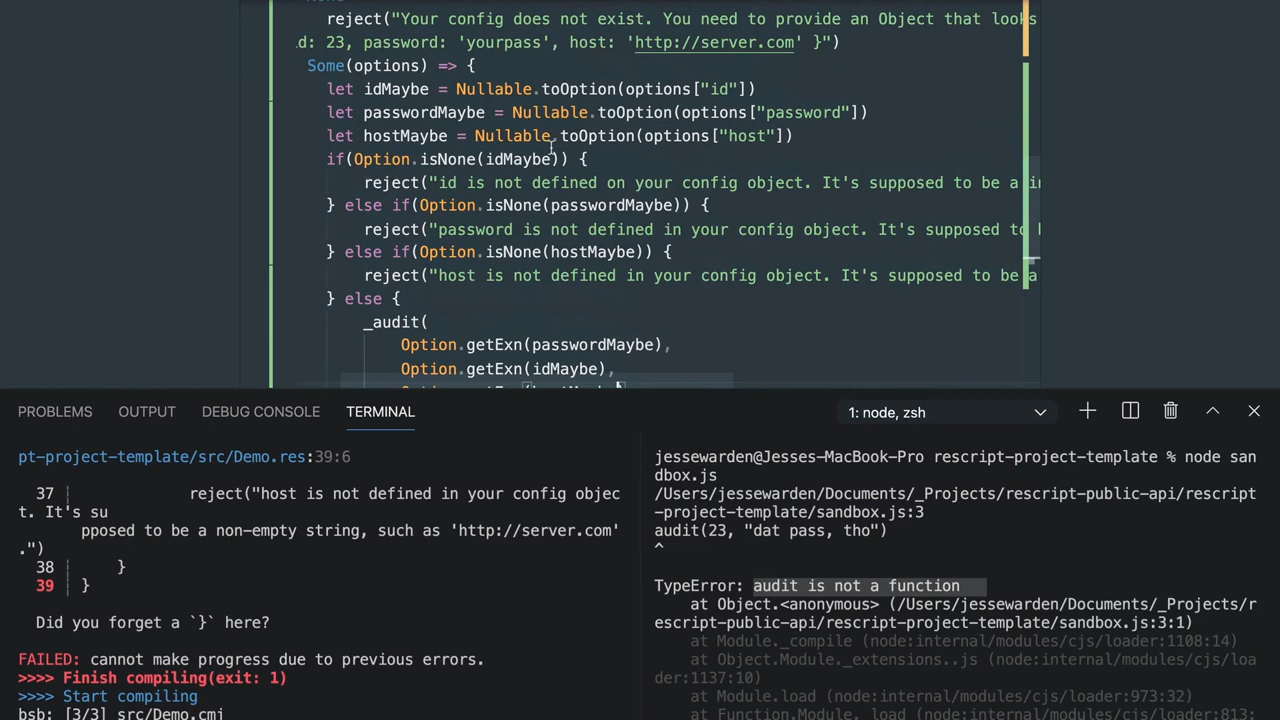 reject("Your config does not exist. You need to provide an Object that looks
d: 23, password: 'yourpass', host: 'http://server.com' }")
Some(options) => {
let idMaybe = Nullable.toOption(options["id"])
let passwordMaybe = Nullable.toOption(options["password"])
let hostMaybe = Nullable.toOption(options["host"])
if(Option.isNone(idMaybe)) {
reject("id is not defined on your config object. It's supposed to be a in
} else if(Option.isNone(passwordMaybe)) {
reject("password is not defined in your config object. It's supposed to b
} else if(Option.isNone(hostMaybe)) {
reject("host is not defined in your config object. It's supposed to be a
} else {
_audit(
Option.getExn(passwordMaybe),
Option.getExn(idMaybe),
PROBLEMS OUTPUT DEBUG CONSOLE TERMINAL 1: node, zsh
pt-project-template/src/Demo.res:39:6
37 reject("host is not defined in your config objec
t. It's su
pposed to be a non-empty string, such as 'http://server.com'
.")
38 }
39 }
Did you forget a `}` here?
FAILED: cannot make progress due to previous errors.
>>>> Finish compiling(exit: 1)
>>>> Start compiling
bsb: [3/3] src/Demo.cmj
jessewarden@Jesses-MacBook-Pro rescript-project-template % node san
dbox.js
/Users/jessewarden/Documents/_Projects/rescript-public-api/rescript
-project-template/sandbox.js:3
audit(23, "dat pass, tho")
^
TypeError: audit is not a function
at Object.<anonymous> (/Users/jessewarden/Documents/_Projects/r
escript-public-api/rescript-project-template/sandbox.js:3:1)
at Module._compile (node:internal/modules/cjs/loader:1108:14)
at Object.Module._extensions..js (node:internal/modules/cjs/loa
der:1137:10)
at Module.load (node:internal/modules/cjs/loader:973:32)
at Function.Module._load (node:internal/modules/cjs/loader:813: